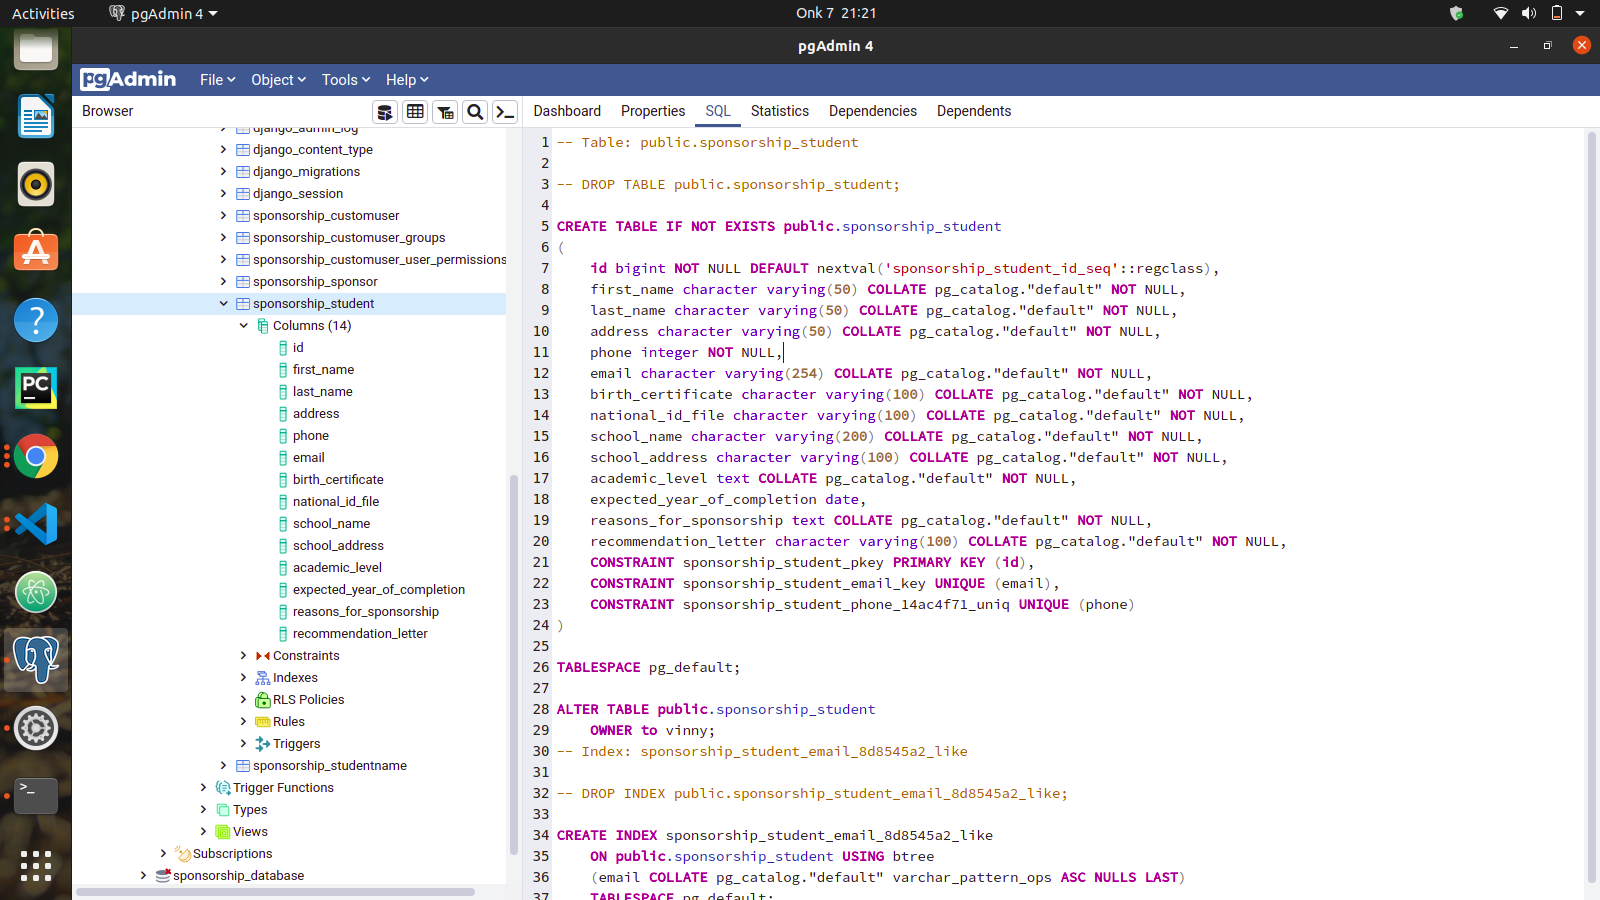 Activities
pgAdmin 4
Onk 7 21:21
pgAdmin 4
pgAdmin
File
Object
Tools
Help
Browser
Dashboard
Properties
SQL
Statistics
Dependencies
Dependents
django_admin_log
django_content_type
django_migrations
django_session
sponsorship_customuser
sponsorship_customuser_groups
sponsorship_customuser_user_permissions
sponsorship_sponsor
sponsorship_student
Columns (14)
id
first_name
last_name
address
phone
email
birth_certificate
national_id_file
school_name
school_address
academic_level
expected_year_of_completion
reasons_for_sponsorship
recommendation_letter
Constraints
Indexes
RLS Policies
Rules
Triggers
sponsorship_studentname
Trigger Functions
Types
Views
Subscriptions
sponsorship_database
1 -- Table: public.sponsorship_student
2
3 -- DROP TABLE public.sponsorship_student;
4
5 CREATE TABLE IF NOT EXISTS public.sponsorship_student
6 (
7 id bigint NOT NULL DEFAULT nextval('sponsorship_student_id_seq'::regclass),
8 first_name character varying(50) COLLATE pg_catalog."default" NOT NULL,
9 last_name character varying(50) COLLATE pg_catalog."default" NOT NULL,
10 address character varying(50) COLLATE pg_catalog."default" NOT NULL,
11 phone integer NOT NULL,
12 email character varying(254) COLLATE pg_catalog."default" NOT NULL,
13 birth_certificate character varying(100) COLLATE pg_catalog."default" NOT NULL,
14 national_id_file character varying(100) COLLATE pg_catalog."default" NOT NULL,
15 school_name character varying(200) COLLATE pg_catalog."default" NOT NULL,
16 school_address character varying(100) COLLATE pg_catalog."default" NOT NULL,
17 academic_level text COLLATE pg_catalog."default" NOT NULL,
18 expected_year_of_completion date,
19 reasons_for_sponsorship text COLLATE pg_catalog."default" NOT NULL,
20 recommendation_letter character varying(100) COLLATE pg_catalog."default" NOT NULL,
21 CONSTRAINT sponsorship_student_pkey PRIMARY KEY (id),
22 CONSTRAINT sponsorship_student_email_key UNIQUE (email),
23 CONSTRAINT sponsorship_student_phone_14ac4f71_uniq UNIQUE (phone)
24 )
25
26 TABLESPACE pg_default;
27
28 ALTER TABLE public.sponsorship_student
29 OWNER to vinny;
30 -- Index: sponsorship_student_email_8d8545a2_like
31
32 -- DROP INDEX public.sponsorship_student_email_8d8545a2_like;
33
34 CREATE INDEX sponsorship_student_email_8d8545a2_like
35 ON public.sponsorship_student USING btree
36 (email COLLATE pg_catalog."default" varchar_pattern_ops ASC NULLS LAST)
37 TABLESPACE pg_default;
PC